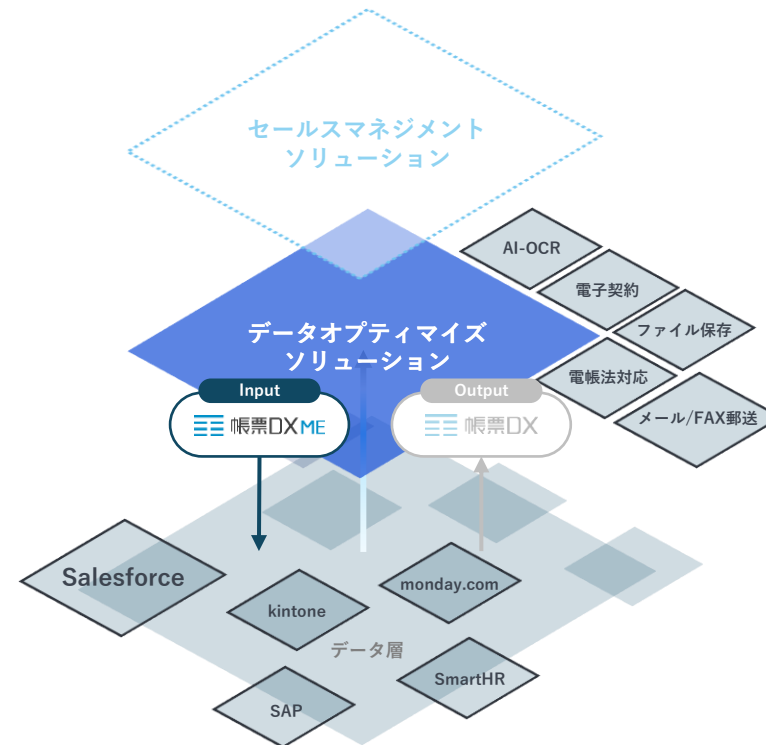 セールスマネジメント
ソリューション
AI-OCR
電子契約
ファイル保存
データオプティマイズ
ソリューション
電帳法対応
メール/FAX郵送
Input
帳票DX ME
Output
帳票DX
Salesforce
kintone
monday.com
データ層
SmartHR
SAP